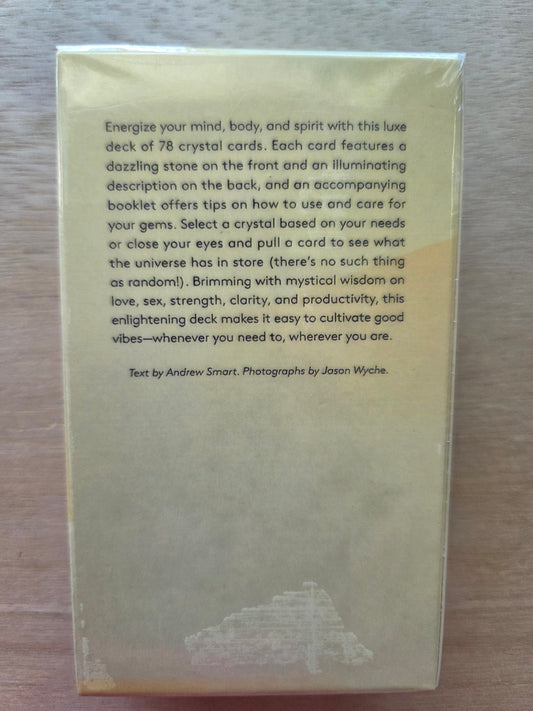 Energize your mind, body, and spirit with this luxe
deck of 78 crystal cards. Each card features a
dazzling stone on the front and an illuminating
description on the back, and an accompanying
booklet offers tips on how to use and care for
your gems. Select a crystal based on your needs
or close your eyes and pull a card to see what
the universe has in store (there's no such thing
as random!). Brimming with mystical wisdom on
love, sex, strength, clarity, and productivity, this
enlightening deck makes it easy to cultivate good
vibes—whenever you need to, wherever you are.
Text by Andrew Smart. Photographs by Jason Wyche.